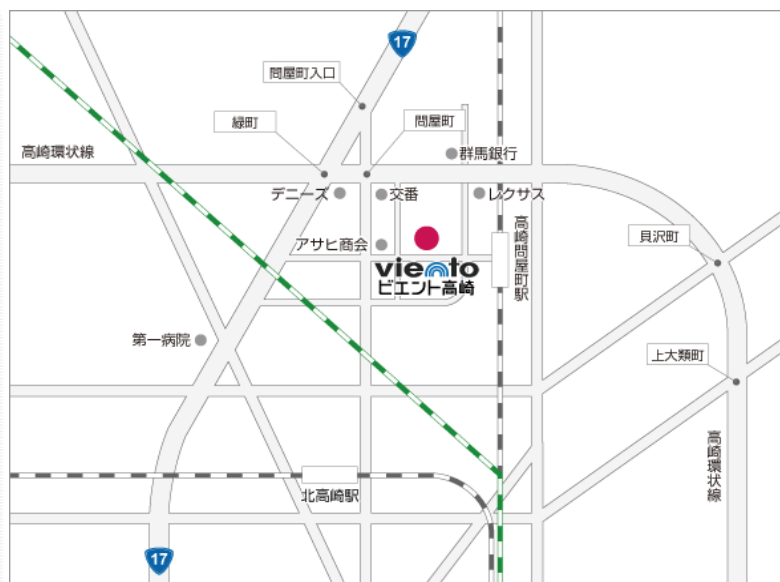 17
問屋町入口
緑町
問屋町
高崎環状線
群馬銀行
デニーズ
交番
レクサス
高崎問屋町駅
貝沢町
アサヒ商会
viento
ビエント高崎
第一病院
上大類町
高崎環状線
北高崎駅
17